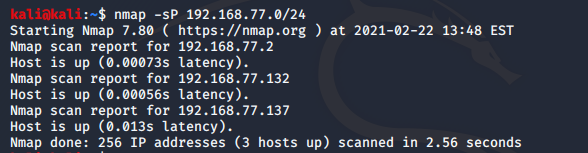 kali@kali:~$ nmap -sP 192.168.77.0/24
Starting Nmap 7.80 ( https://nmap.org ) at 2021-02-22 13:48 EST
Nmap scan report for 192.168.77.2
Host is up (0.00073s latency).
Nmap scan report for 192.168.77.132
Host is up (0.00056s latency).
Nmap scan report for 192.168.77.137
Host is up (0.013s latency).
Nmap done: 256 IP addresses (3 hosts up) scanned in 2.56 seconds